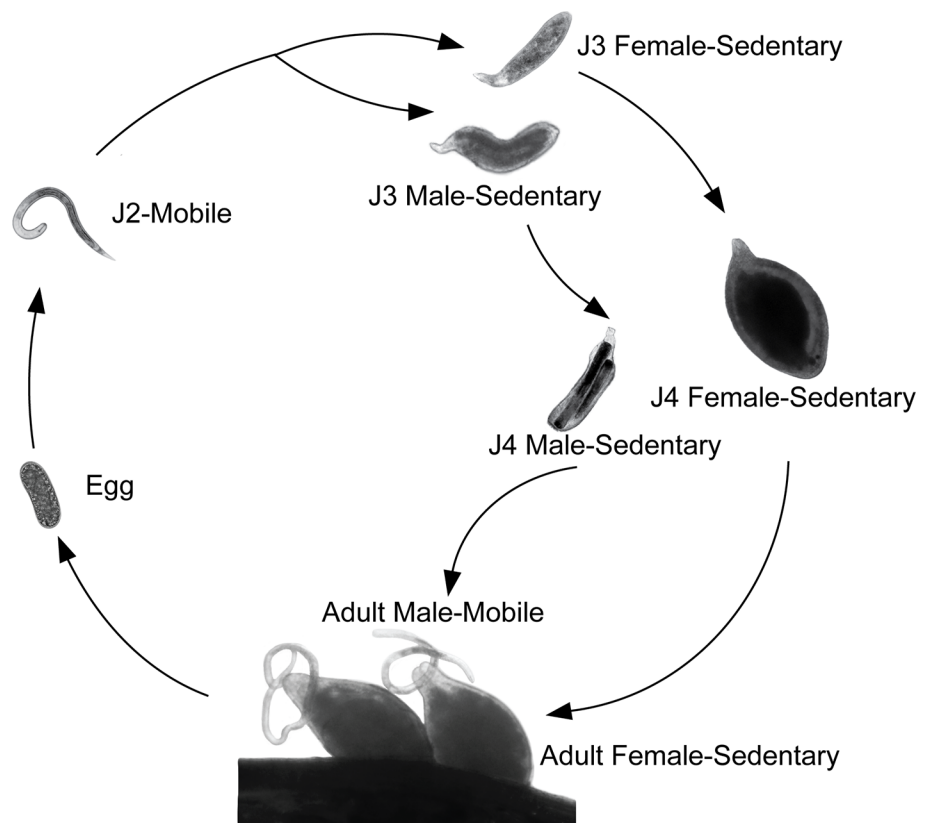 J3 Female-Sedentary
J3 Male-Sedentary
J2-Mobile
J4 Female-Sedentary
J4 Male-Sedentary
Egg
Adult Male-Mobile
Adult Female-Sedentary